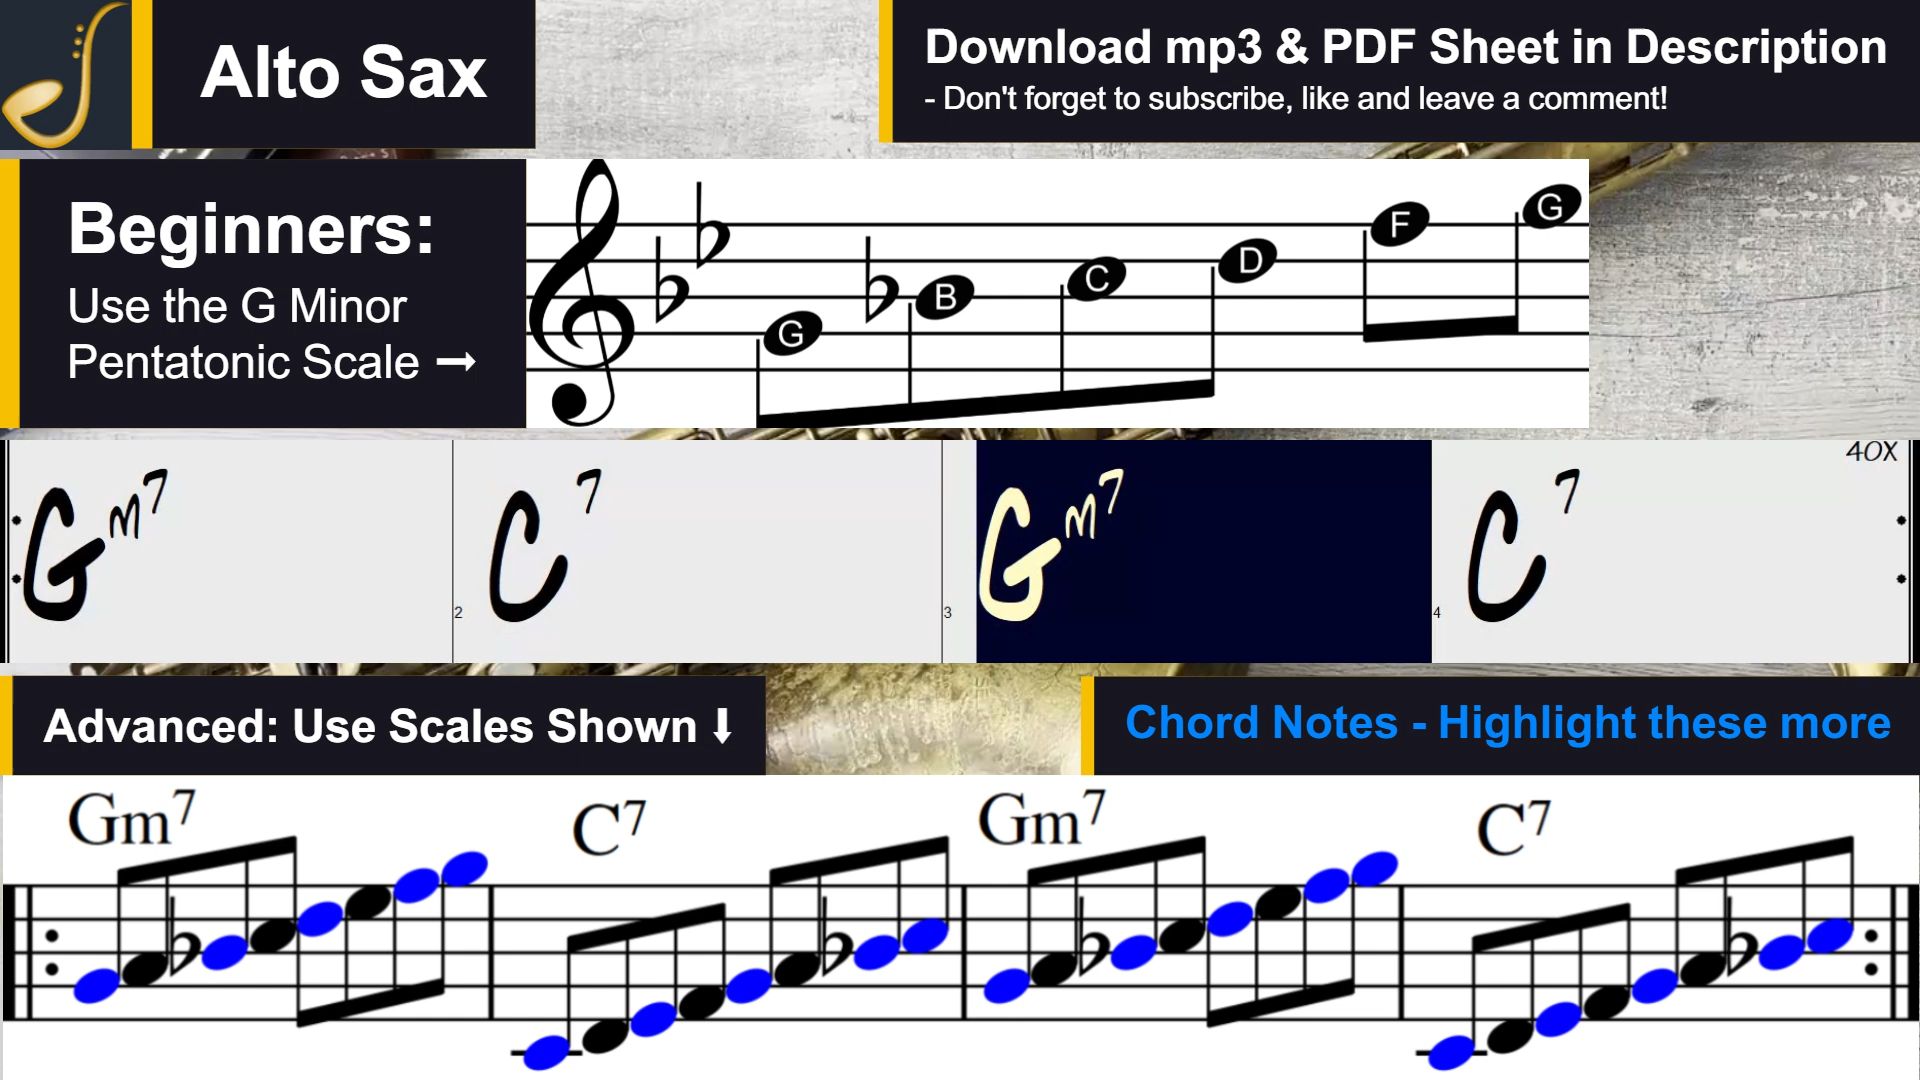 Alto Sax
Download mp3 & PDF Sheet in Description
- Don't forget to subscribe, like and leave a comment!
Beginners:
Use the G Minor
Pentatonic Scale →
G ♭B C D F G
Gm7 C7 Gm7 C7
40X
2 3 4
Advanced: Use Scales Shown ⬇
Chord Notes - Highlight these more
Gm7 C7 Gm7 C7